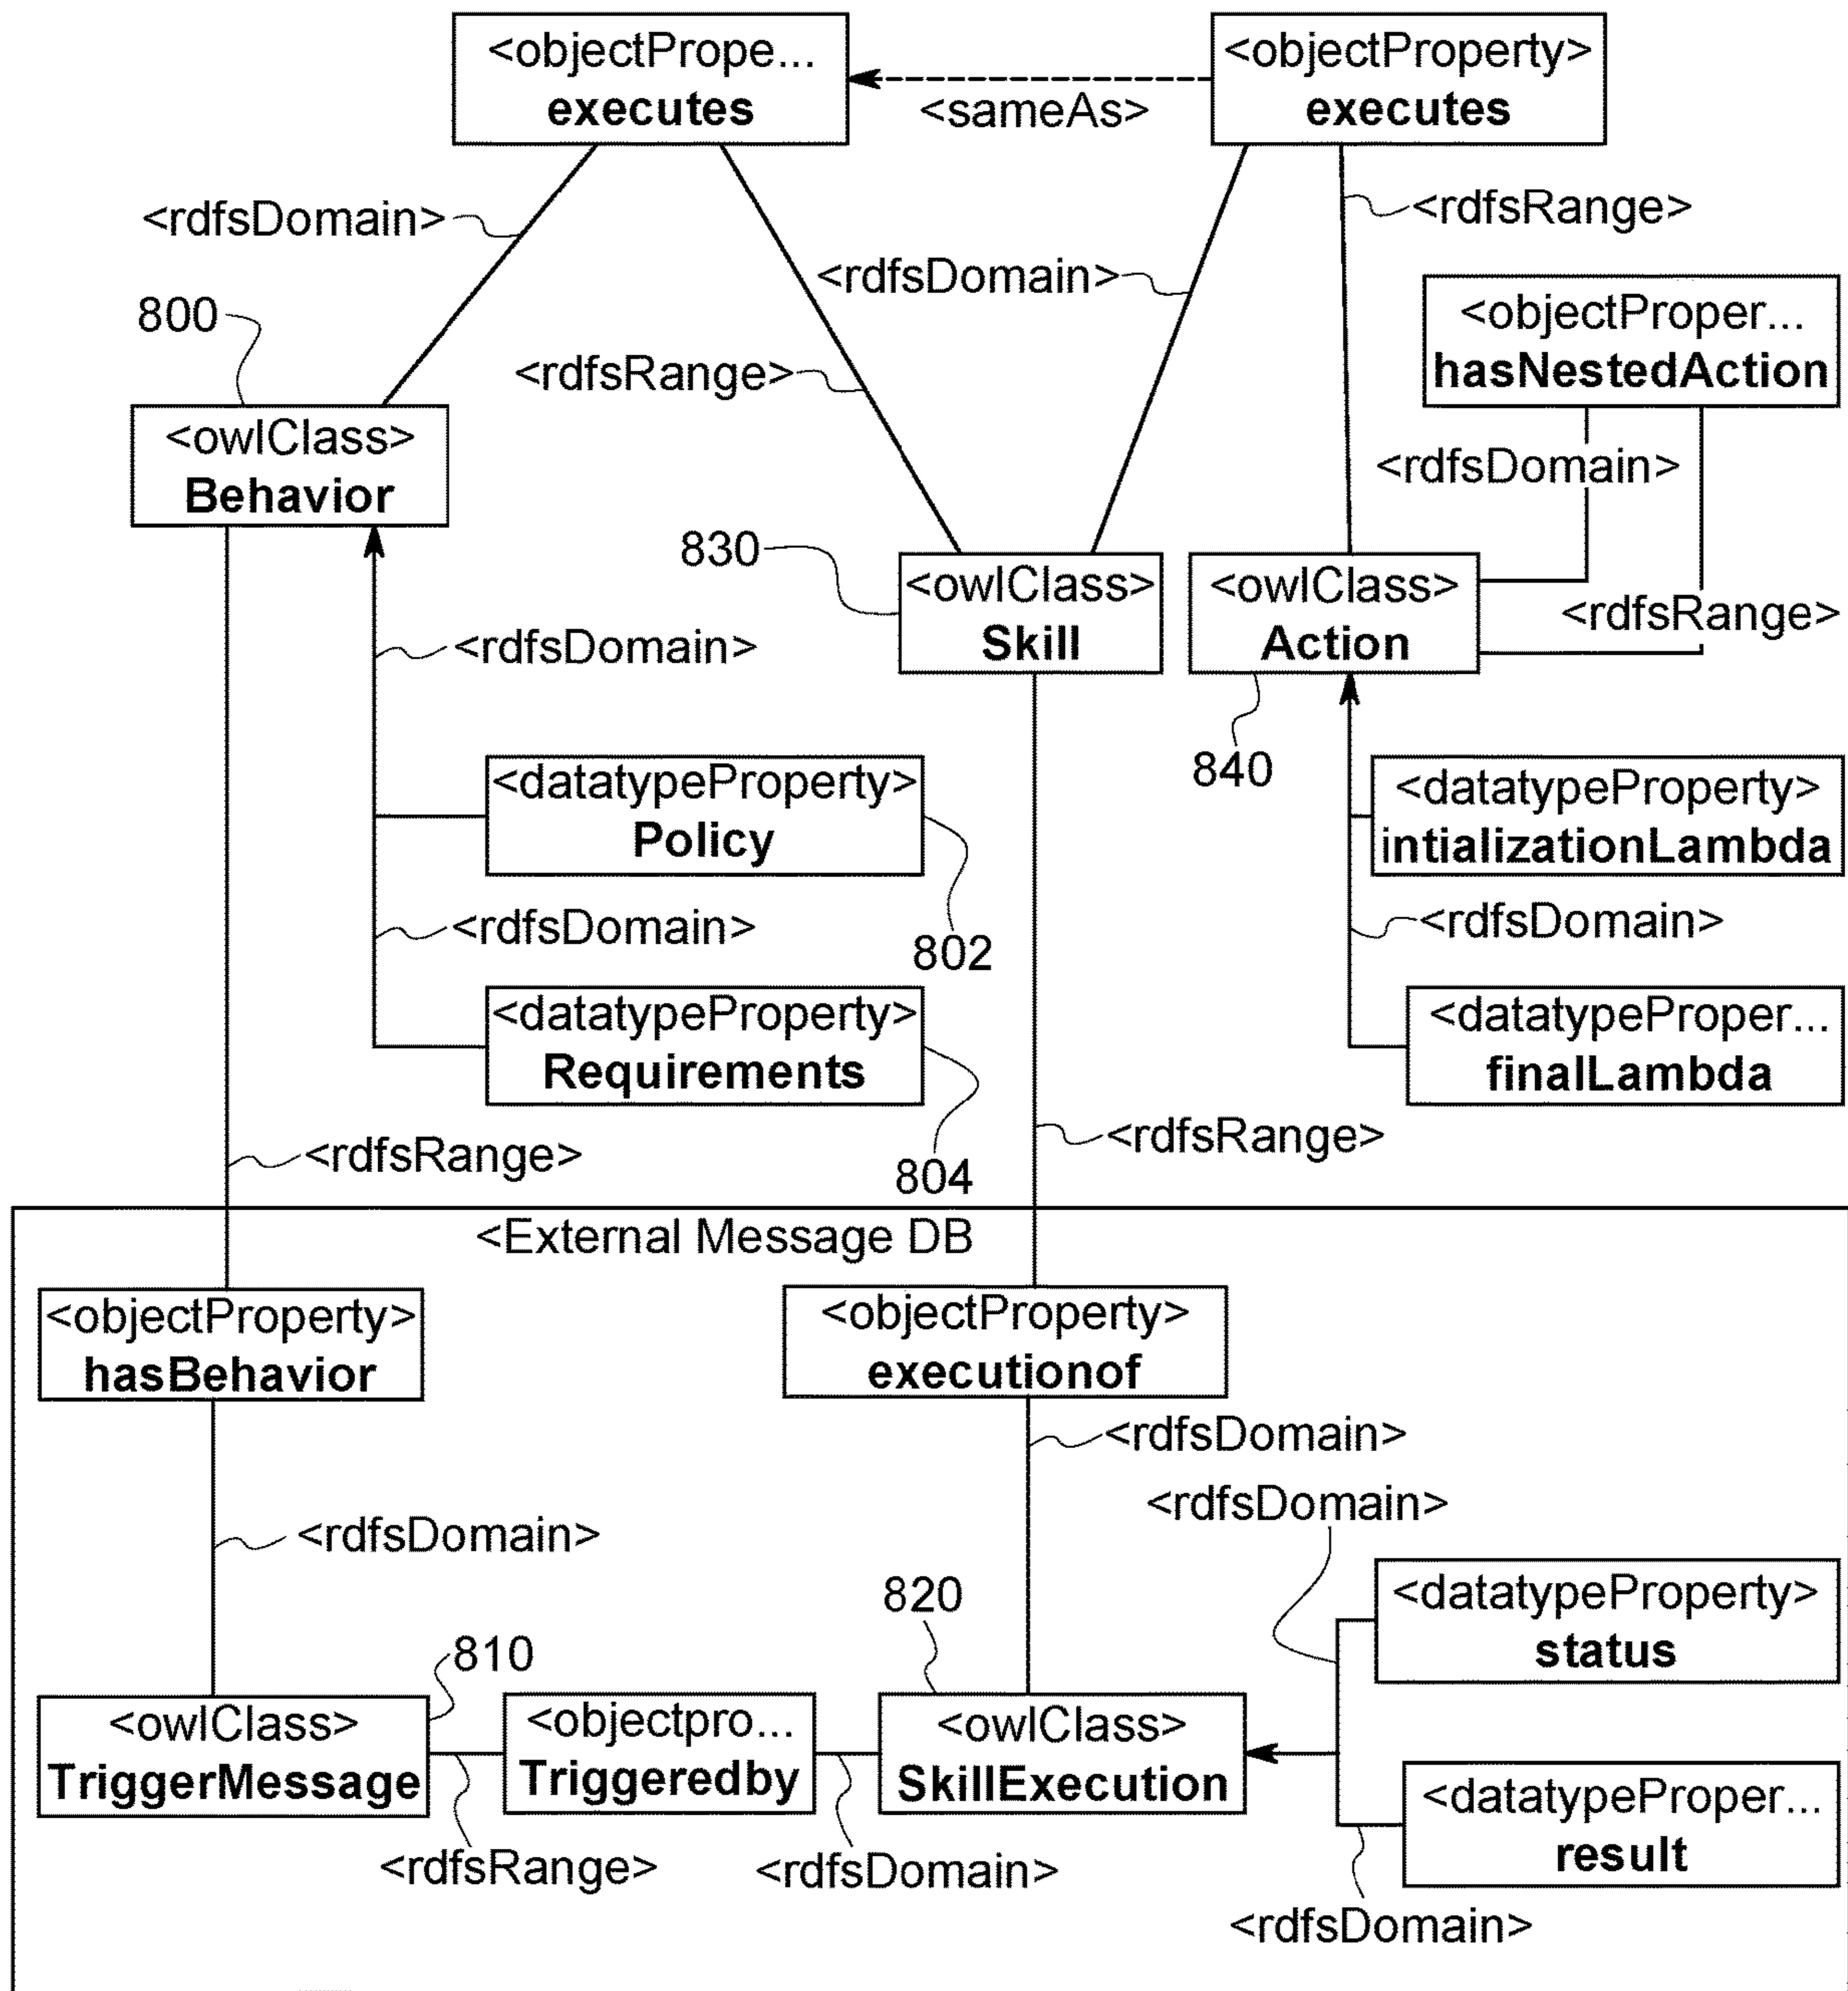 <objectPrope...
executes
<sameAs>
<objectProperty>
executes
<rdfsDomain>
<rdfsRange>
<rdfsDomain>
<rdfsRange>
<objectProper...
hasNestedAction
<rdfsDomain>
<rdfsRange>
800
<owlClass>
Behavior
830
<owlClass>
Skill
<owlClass>
Action
840
<rdfsDomain>
<datatypeProperty>
Policy
802
<rdfsDomain>
<datatypeProperty>
Requirements
804
<datatypeProperty>
intializationLambda
<rdfsDomain>
<datatypeProper...
finalLambda
<rdfsRange>
<rdfsRange>
<External Message DB
<objectProperty>
hasBehavior
<objectProperty>
executionof
<rdfsDomain>
<rdfsDomain>
<rdfsDomain>
820
<datatypeProperty>
status
810
<owlClass>
TriggerMessage
<objectpro...
Triggeredby
<owlClass>
SkillExecution
<datatypeProper...
result
<rdfsRange>
<rdfsDomain>
<rdfsDomain>